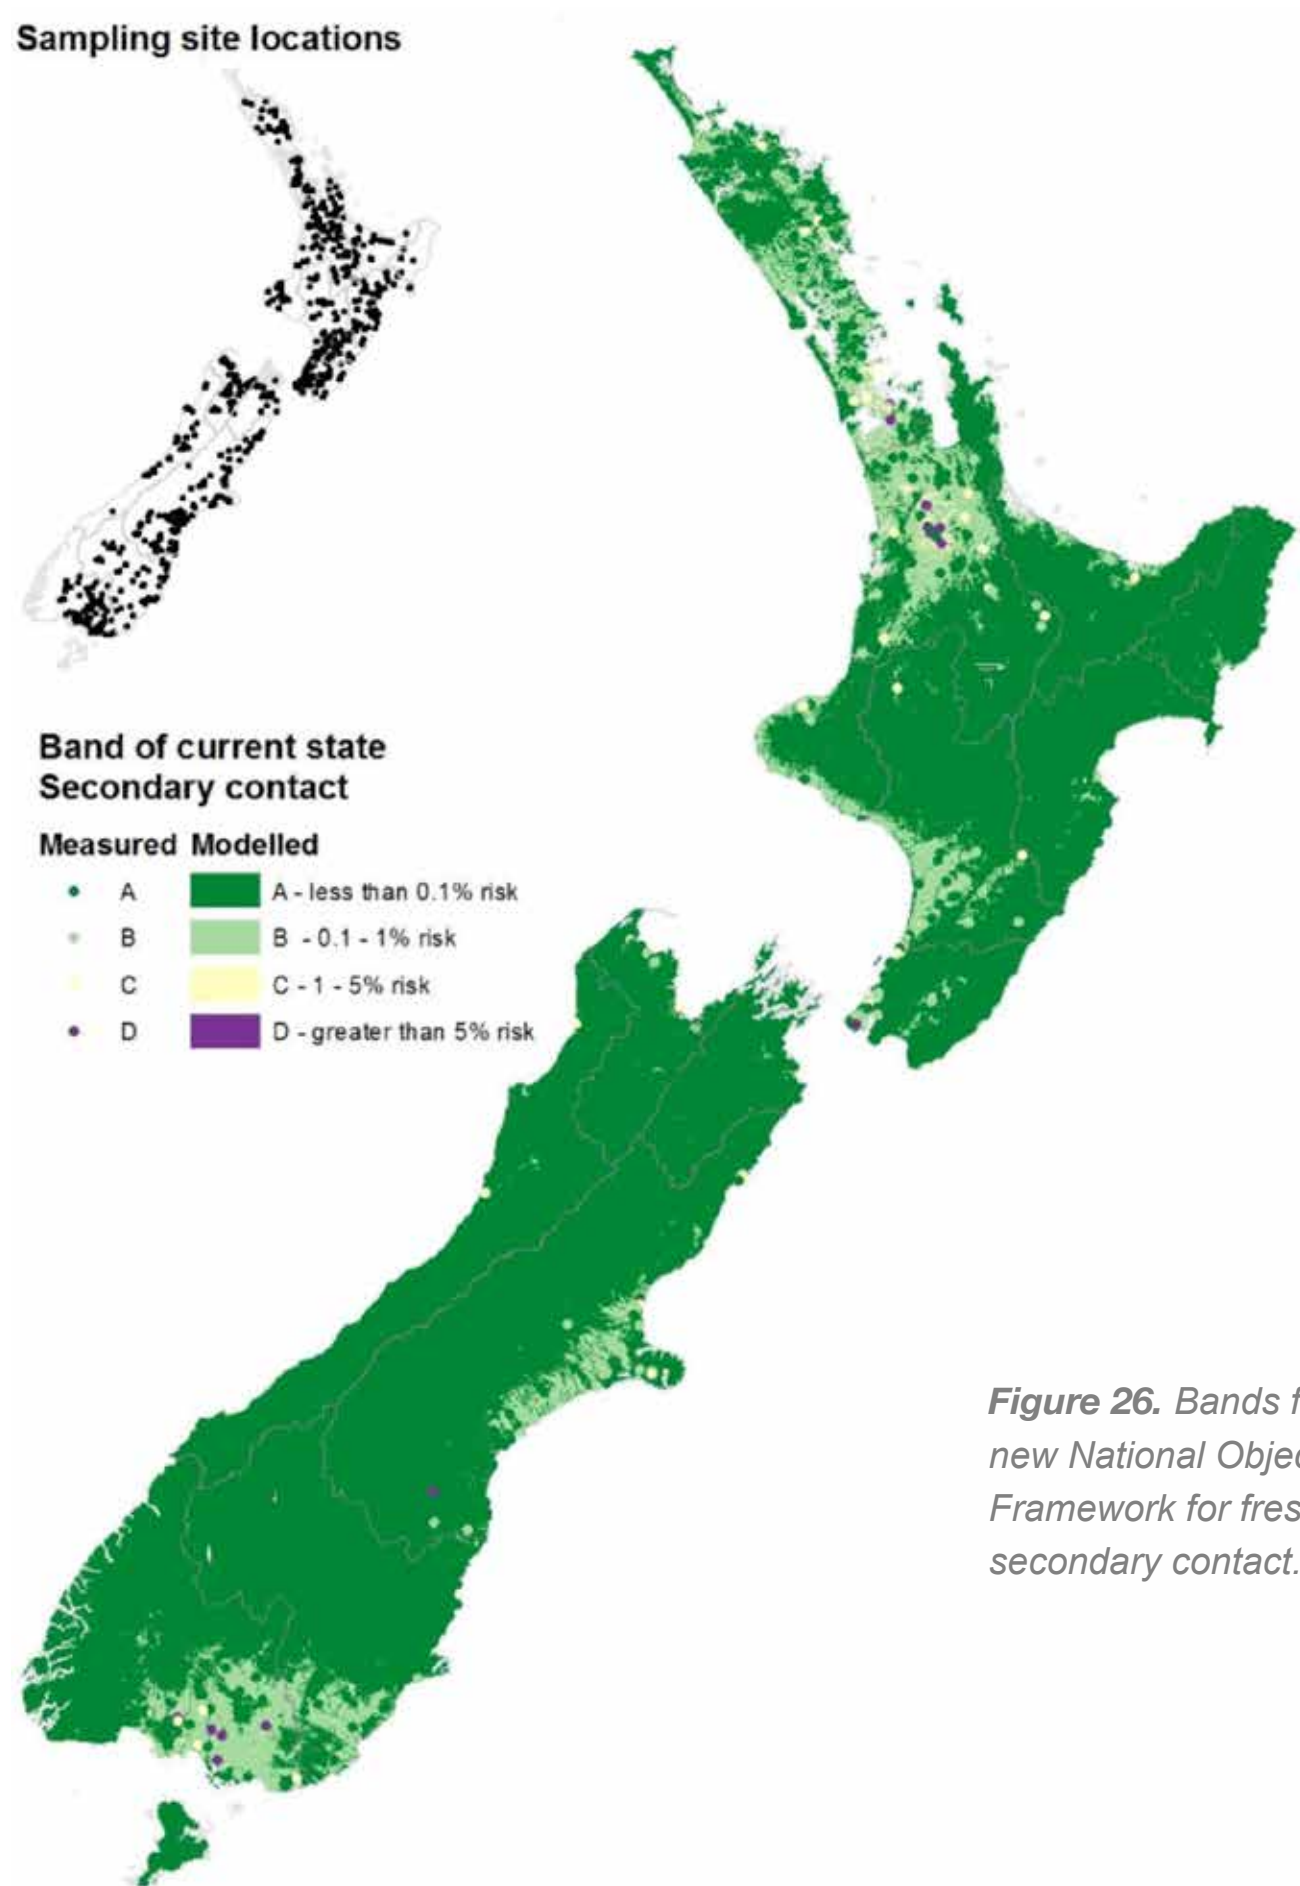 Sampling site locations
Band of current state
Secondary contact
Measured Modelled
A A - less than 0.1% risk
B B - 0.1 - 1% risk
C C - 1 - 5% risk
D D - greater than 5% risk
Figure 26. Bands f
new National Objec
Framework for fres
secondary contact.